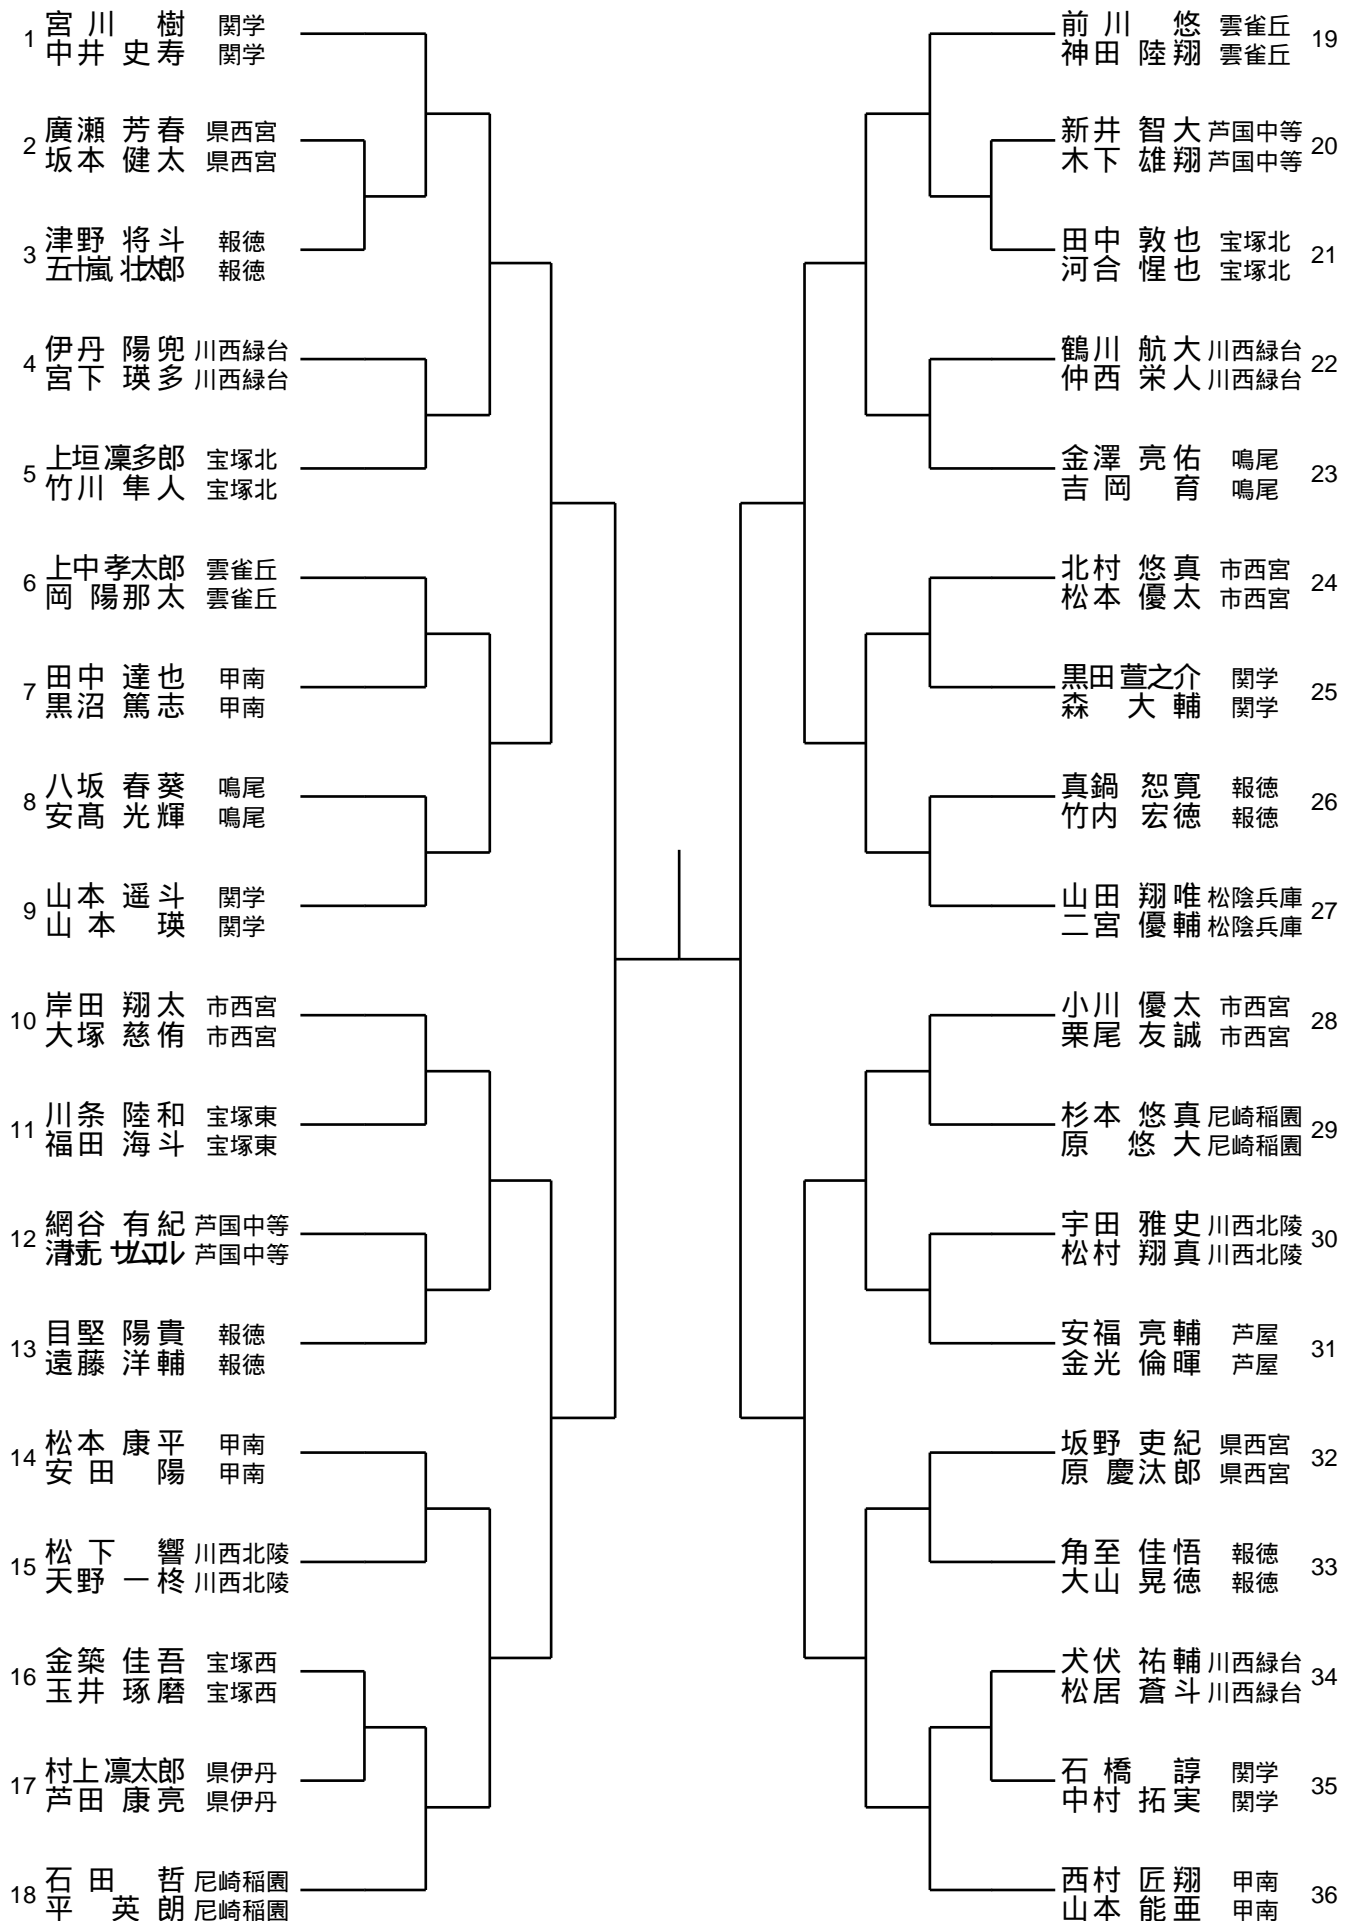 1 宮川 樹 関学
中井 史寿 関学
2 廣瀬 芳春 県西宮
坂本 健太 県西宮
3 津野 将斗 報徳
五十嵐 壮太郎 報徳
4 伊丹 陽兜 川西緑台
宮下 瑛多 川西緑台
5 上垣 凜多郎 宝塚北
竹川 隼人 宝塚北
6 上中 孝太郎 雲雀丘
岡 陽那太 雲雀丘
7 田中 達也 甲南
黒沼 篤志 甲南
8 八坂 春葵 鳴尾
安髙 光輝 鳴尾
9 山本 遥斗 関学
山本 瑛 関学
10 岸田 翔太 市西宮
大塚 慈侑 市西宮
11 川条 陸和 宝塚東
福田 海斗 宝塚東
12 網谷 有紀 芦国中等
サムエル 芦国中等
13 目堅 陽貴 報徳
遠藤 洋輔 報徳
14 松本 康平 甲南
安田 陽 甲南
15 松下 響 川西北陵
天野 一柊 川西北陵
16 金築 佳吾 宝塚西
玉井 琢磨 宝塚西
17 村上 凛太郎 県伊丹
芦田 康亮 県伊丹
18 石田 哲 尼崎稲園
平 英朗 尼崎稲園
前川 悠 雲雀丘 19
神田 陸翔 雲雀丘
新井 智大 芦国中等 20
木下 雄翔 芦国中等
田中 敦也 宝塚北 21
河合 惺也 宝塚北
鶴川 航大 川西緑台 22
仲西 栄人 川西緑台
金澤 亮佑 鳴尾 23
吉岡 育 鳴尾
北村 悠真 市西宮 24
松本 優太 市西宮
黒田 萱之介 関学 25
森 大輔 関学
真鍋 恕寛 報徳 26
竹内 宏徳 報徳
山田 翔唯 松陰兵庫 27
二宮 優輔 松陰兵庫
小川 優太 市西宮 28
栗尾 友誠 市西宮
杉本 悠真 尼崎稲園 29
原 悠大 尼崎稲園
宇田 雅史 川西北陵 30
松村 翔真 川西北陵
安福 亮輔 芦屋 31
金光 倫暉 芦屋
坂野 吏紀 県西宮 32
原 慶汰郎 県西宮
角至 佳悟 報徳 33
大山 晃徳 報徳
犬伏 祐輔 川西緑台 34
松居 蒼斗 川西緑台
石橋 諄 関学 35
中村 拓実 関学
西村 匠翔 甲南 36
山本 能亜 甲南